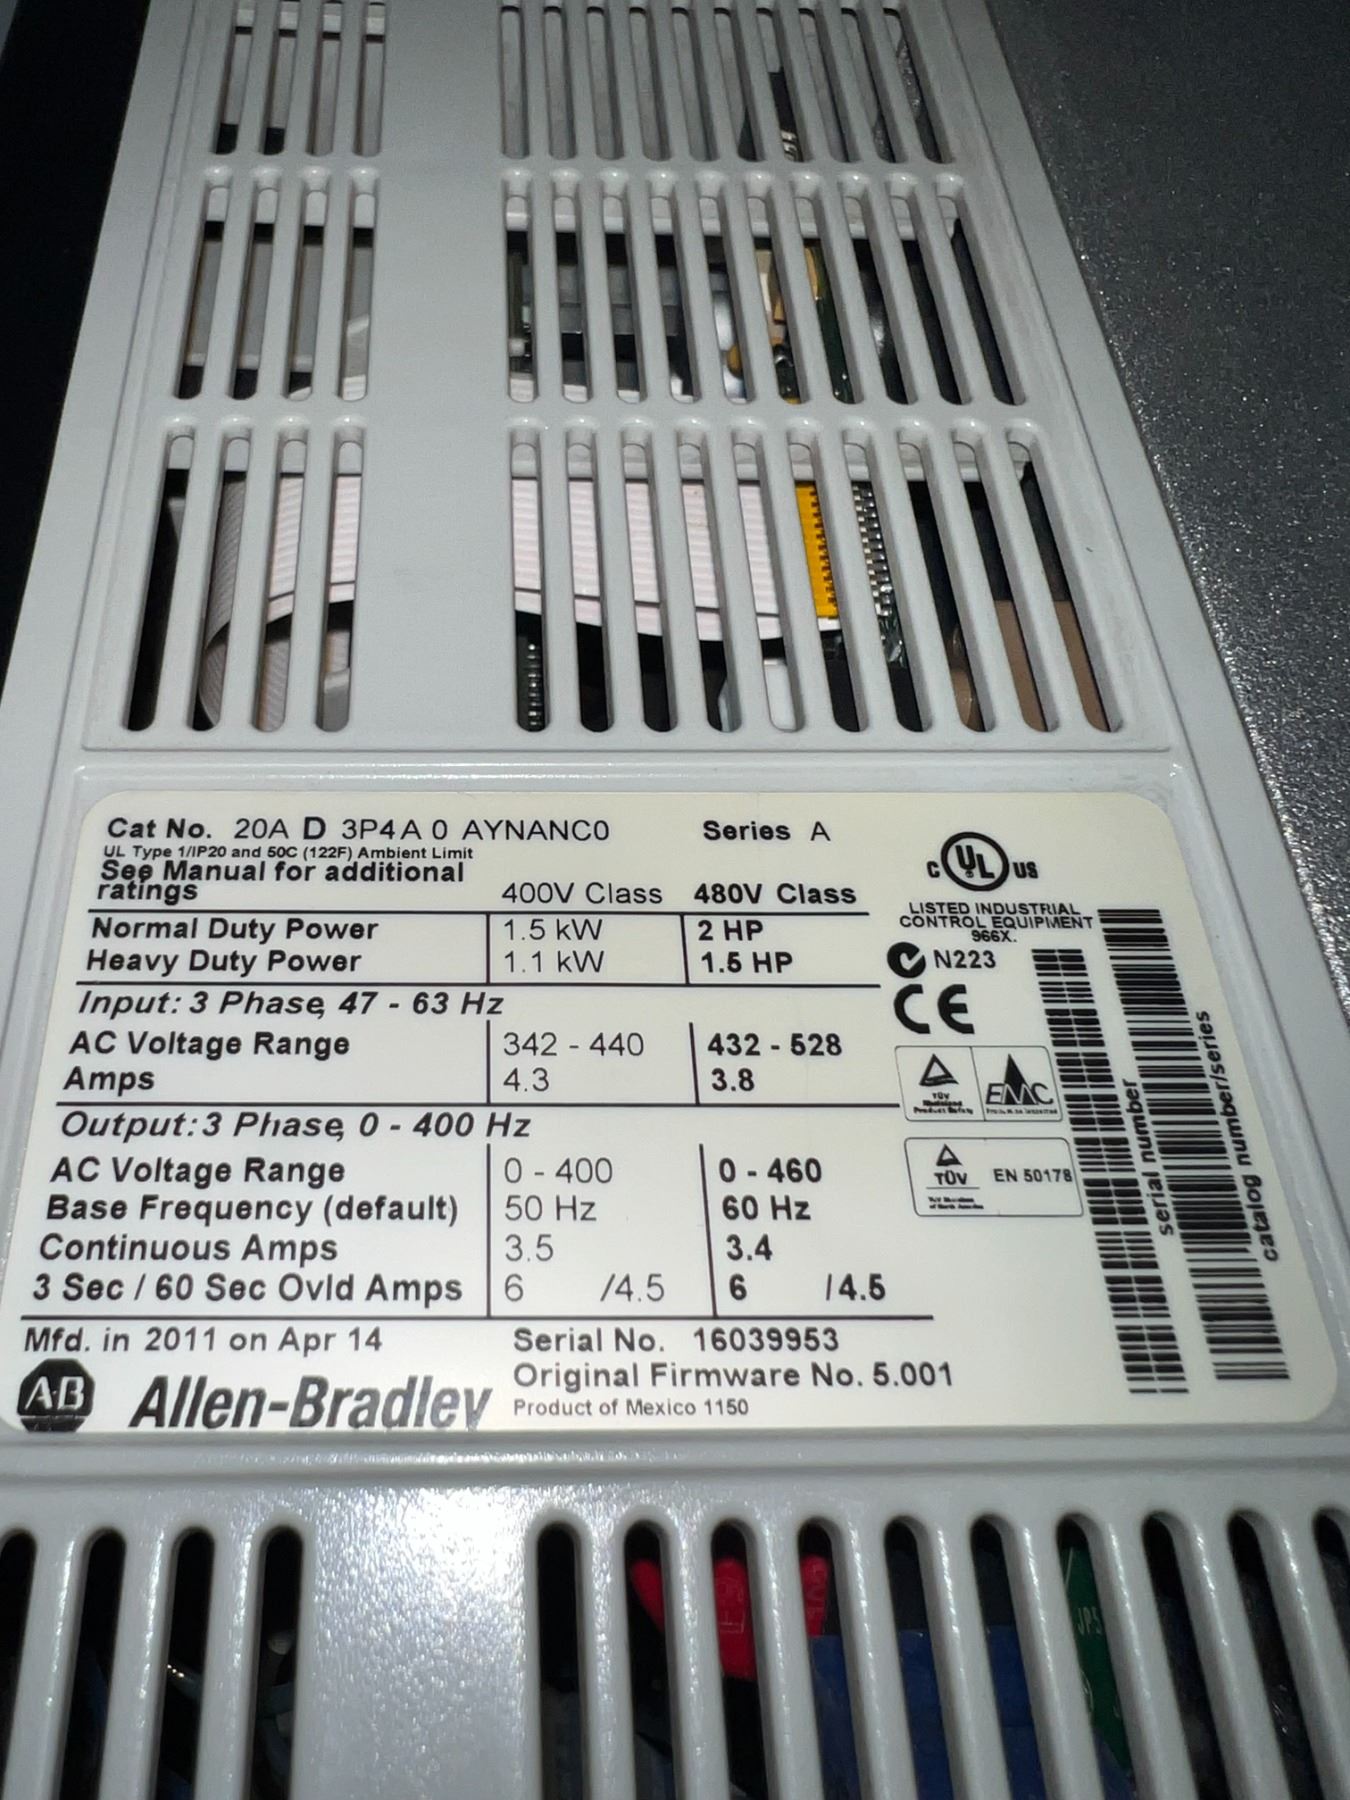 Cat No. 20A D 3P4 A 0 AYNANC0 Series A
UL Type 1/IP20 and 50C (122F) Ambient Limit
See Manual for additional
ratings 400V Class 480V Class
Normal Duty Power 1.5 kW 2 HP
Heavy Duty Power 1.1 kW 1.5 HP
Input: 3 Phase, 47 - 63 Hz
AC Voltage Range 342 - 440 432 - 528
Amps 4.3 3.8
Output: 3 Phase, 0 - 400 Hz
AC Voltage Range 0 - 400 0 - 460
Base Frequency (default) 50 Hz 60 Hz
Continuous Amps 3.5 3.4
3 Sec / 60 Sec Ovld Amps 6 /4.5 6 /4.5
Mfd. in 2011 on Apr 14 Serial No. 16039953
Original Firmware No. 5.001
A·B Allen-Bradley Product of Mexico 1150
C UL US
LISTED INDUSTRIAL
CONTROL EQUIPMENT
966X.
N223
CE
TÜV
Product Safety
EMC
TÜV EN 50178
serial number
catalog number/series
JP5